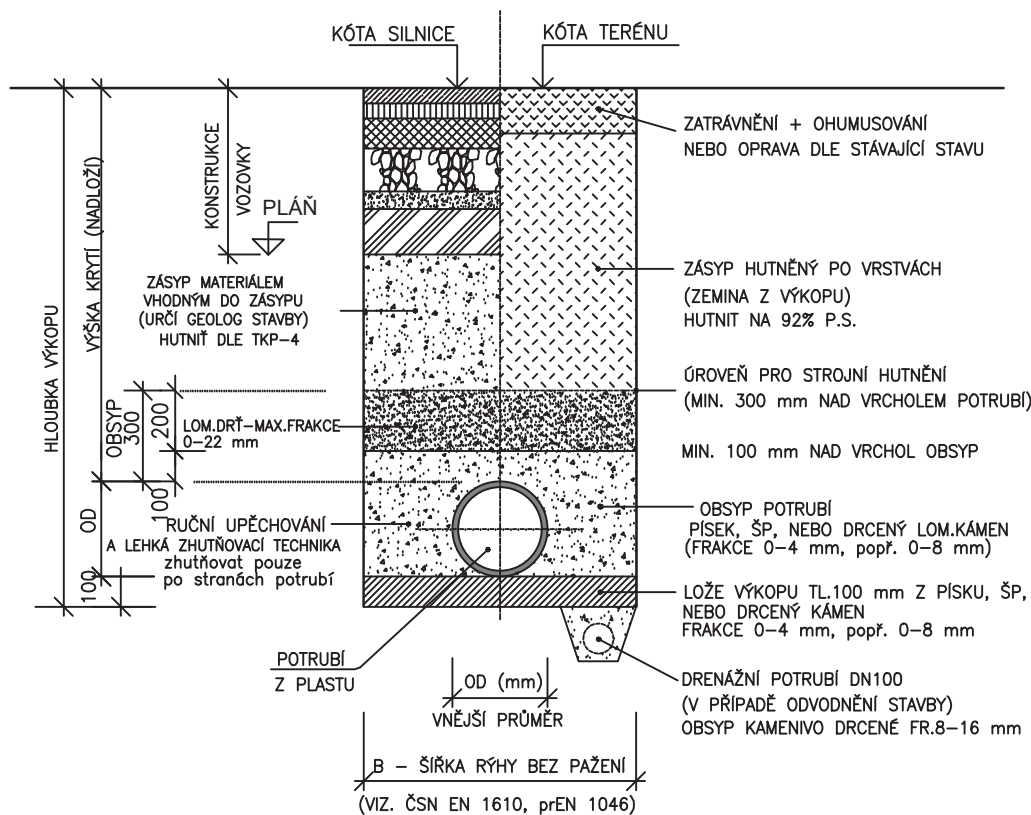 KÓTA SILNICE
KÓTA TERÉNU
ZATRÁVNĚNÍ + OHUMUSOVÁNÍ
NEBO OPRAVA DLE STÁVAJÍCÍ STAVU
KONSTRUKCE
VOZOVKY
PLÁŇ
HLOUBKA VÝKOPU
VÝŠKA KRYTÍ (NADLOŽÍ)
ZÁSYP MATERIÁLEM
VHODNÝM DO ZÁSYPU
(URČÍ GEOLOG STAVBY)
HUTNIŤ DLE TKP-4
ZÁSYP HUTNĚNÝ PO VRSTVÁCH
(ZEMINA Z VÝKOPU)
HUTNIT NA 92% P.S.
ÚROVEŇ PRO STROJNÍ HUTNĚNÍ
(MIN. 300 mm NAD VRCHOLEM POTRUBÍ)
OBSYP
300
200
LOM.DRŤ-MAX.FRAKCE
0-22 mm
MIN. 100 mm NAD VRCHOL OBSYP
100
OD
RUČNÍ UPĚCHOVÁNÍ
A LEHKÁ ZHUTŇOVACÍ TECHNIKA
zhutňovat pouze
po stranách potrubí
OBSYP POTRUBÍ
PÍSEK, ŠP, NEBO DRCENÝ LOM.KÁMEN
(FRAKCE 0-4 mm, popř. 0-8 mm)
100
LOŽE VÝKOPU TL.100 mm Z PÍSKU, ŠP,
NEBO DRCENÝ KÁMEN
FRAKCE 0-4 mm, popř. 0-8 mm
POTRUBÍ
Z PLASTU
OD (mm)
VNĚJŠÍ PRŮMĚR
DRENÁŽNÍ POTRUBÍ DN100
(V PŘÍPADĚ ODVODNĚNÍ STAVBY)
OBSYP KAMENIVO DRCENÉ FR.8-16 mm
B - ŠÍŘKA RÝHY BEZ PAŽENÍ
(VIZ. ČSN EN 1610, prEN 1046)